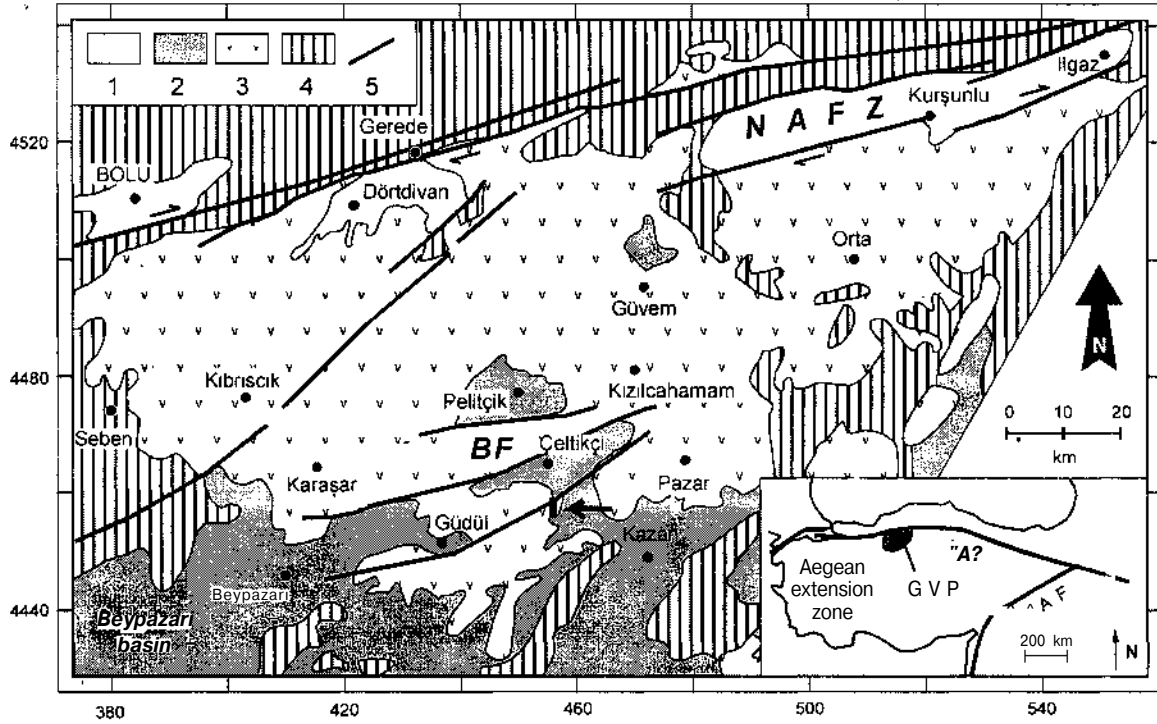 1 2 3 4 5
4520
4480
4440
380 420 460 500 540
Ilgaz
Kurşunlu
N A F Z
Gerede
BOLU
Dörtdivan
Orta
Güvem
Kıbrıscık
Pelitçik
Kızılcahamam
Seben
BF
Çeltikçi
Karaşar
Pazar
Güdül
Kazan
Beypazarı
Beypazarı
basin
N
0 10 20
km
Aegean
extension
zone
"A?
G V P
A F
200 km
N